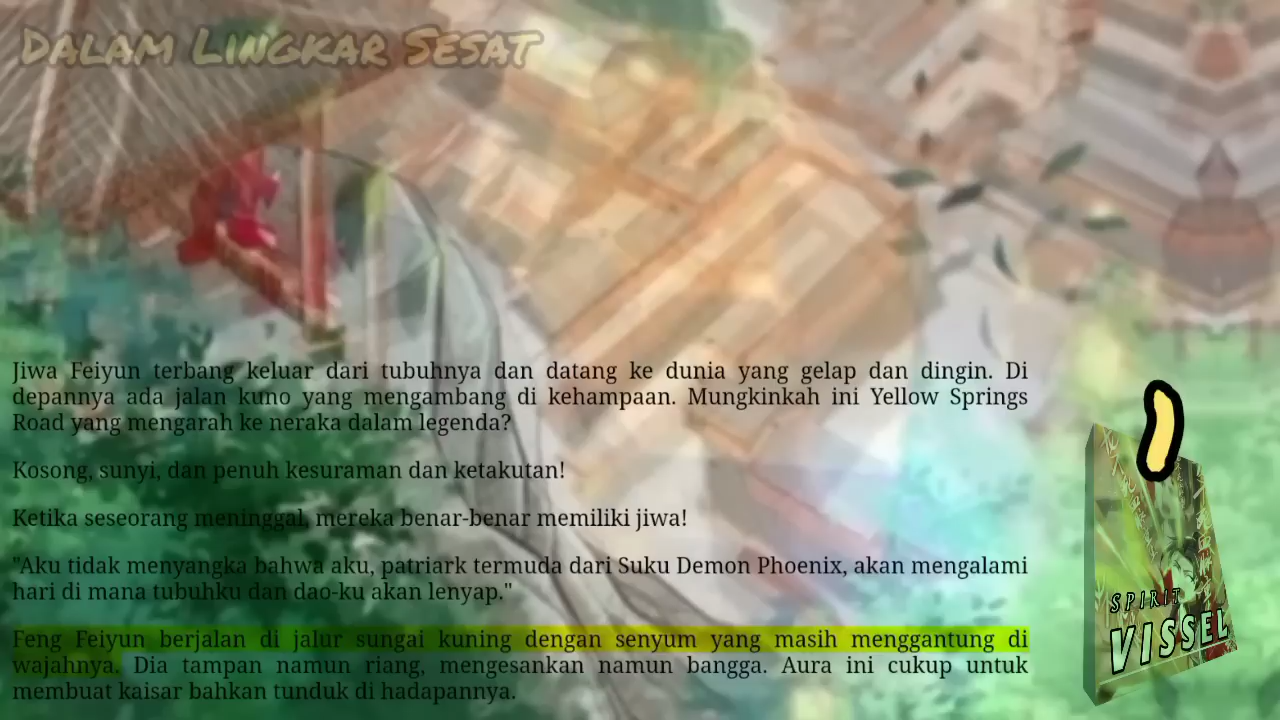 Dalam Lingkar Sesat
Jiwa Feiyun terbang keluar dari tubuhnya dan datang ke dunia yang gelap dan dingin. Di
depannya ada jalan kuno yang mengambang di kehampaan. Mungkinkah ini Yellow Springs
Road yang mengarah ke neraka dalam legenda?
Kosong, sunyi, dan penuh kesuraman dan ketakutan!
Ketika seseorang meninggal, mereka benar-benar memiliki jiwa!
"Aku tidak menyangka bahwa aku, patriark termuda dari Suku Demon Phoenix, akan mengalami
hari di mana tubuhku dan dao-ku akan lenyap."
Feng Feiyun berjalan di jalur sungai kuning dengan senyum yang masih menggantung di
wajahnya. Dia tampan namun riang, mengesankan namun bangga. Aura ini cukup untuk
membuat kaisar bahkan tunduk di hadapannya.
SPIRIT
VISSEL